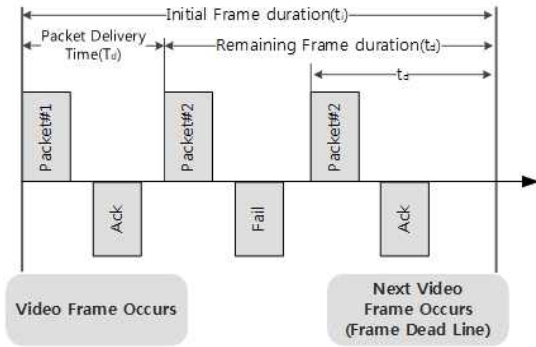 Initial Frame duration(tᵢ)
Packet Delivery
Time(T_d)
Remaining Frame duration(t_d)
t_d
Packet#1
Packet#2
Packet#2
Ack
Fail
Ack
Video Frame Occurs
Next Video
Frame Occurs
(Frame Dead Line)